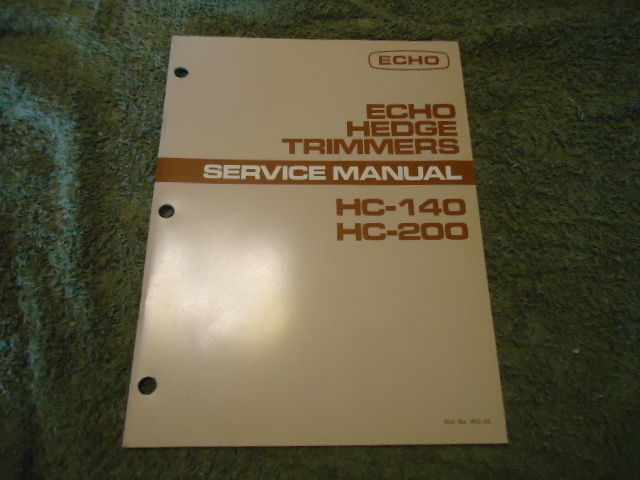 ECHO
ECHO
HEDGE
TRIMMERS
SERVICE MANUAL
HC-140
HC-200